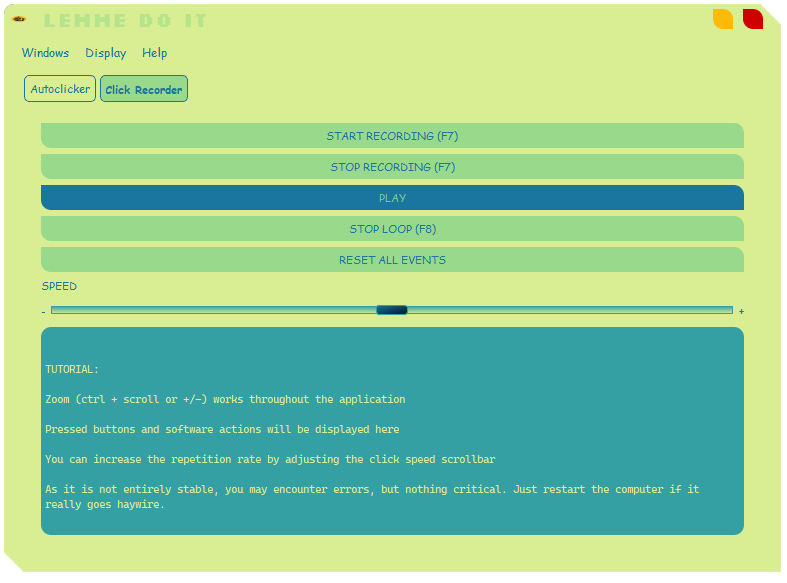 LEMME DO IT
Windows Display Help
Autoclicker Click Recorder
START RECORDING (F7)
STOP RECORDING (F7)
PLAY
STOP LOOP (F8)
RESET ALL EVENTS
SPEED
- +
TUTORIAL:
Zoom (ctrl + scroll or +/-) works throughout the application
Pressed buttons and software actions will be displayed here
You can increase the repetition rate by adjusting the click speed scrollbar
As it is not entirely stable, you may encounter errors, but nothing critical. Just restart the computer if it
really goes haywire.